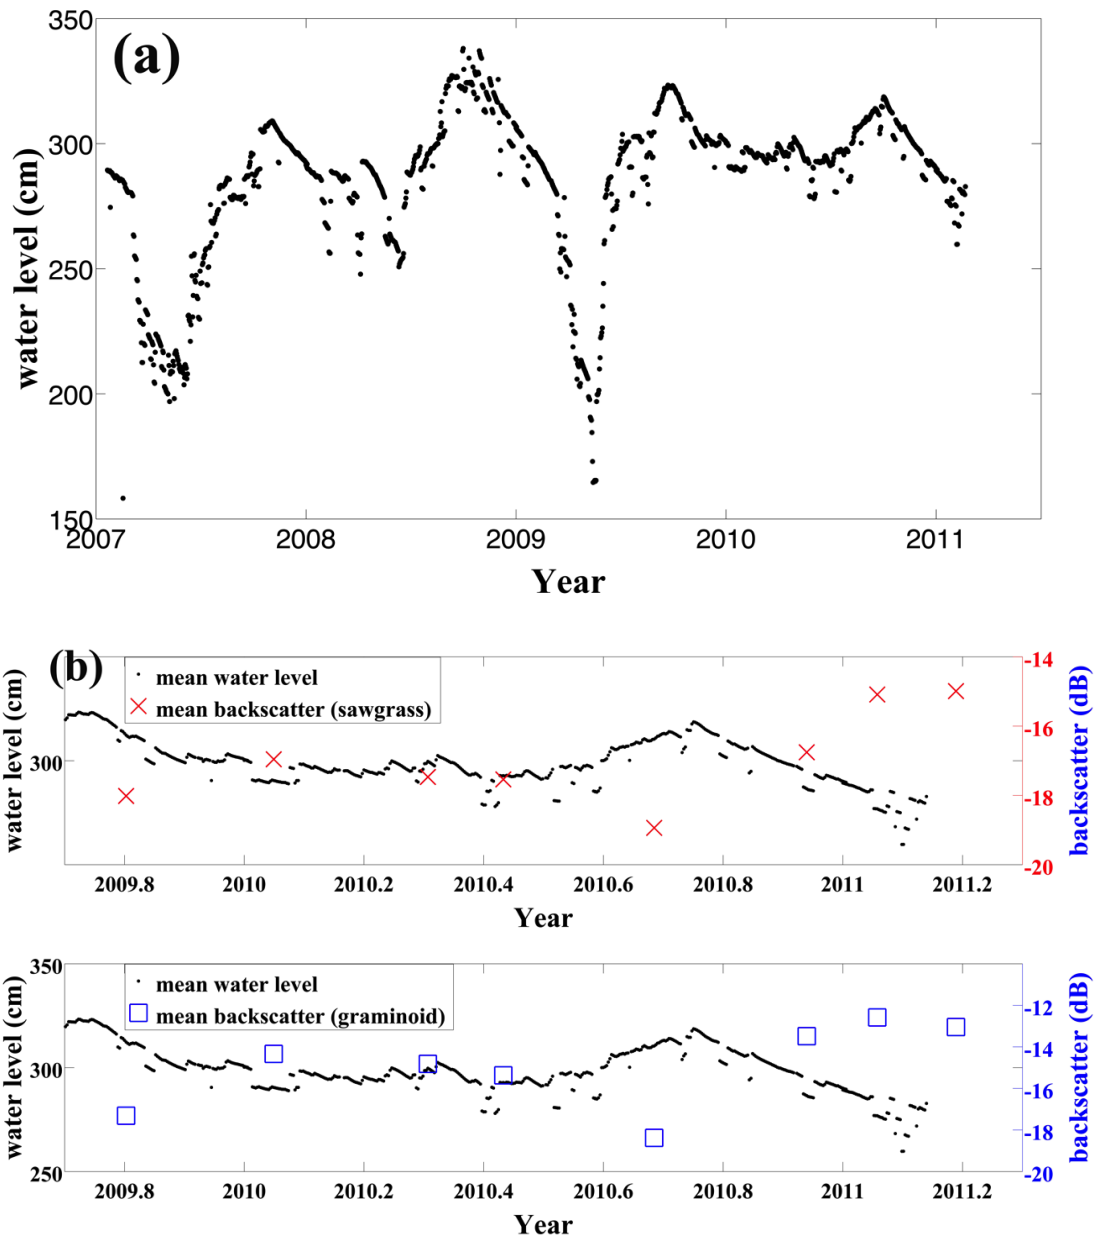 (a)
350
300
250
200
150
water level (cm)
2007 2008 2009 2010 2011
Year
(b)
mean water level
mean backscatter (sawgrass)
water level (cm)
300
-14
-16
-18
-20
backscatter (dB)
2009.8 2010 2010.2 2010.4 2010.6 2010.8 2011 2011.2
Year
mean water level
mean backscatter (graminoid)
water level (cm)
350
300
250
-12
-14
-16
-18
-20
backscatter (dB)
2009.8 2010 2010.2 2010.4 2010.6 2010.8 2011 2011.2
Year